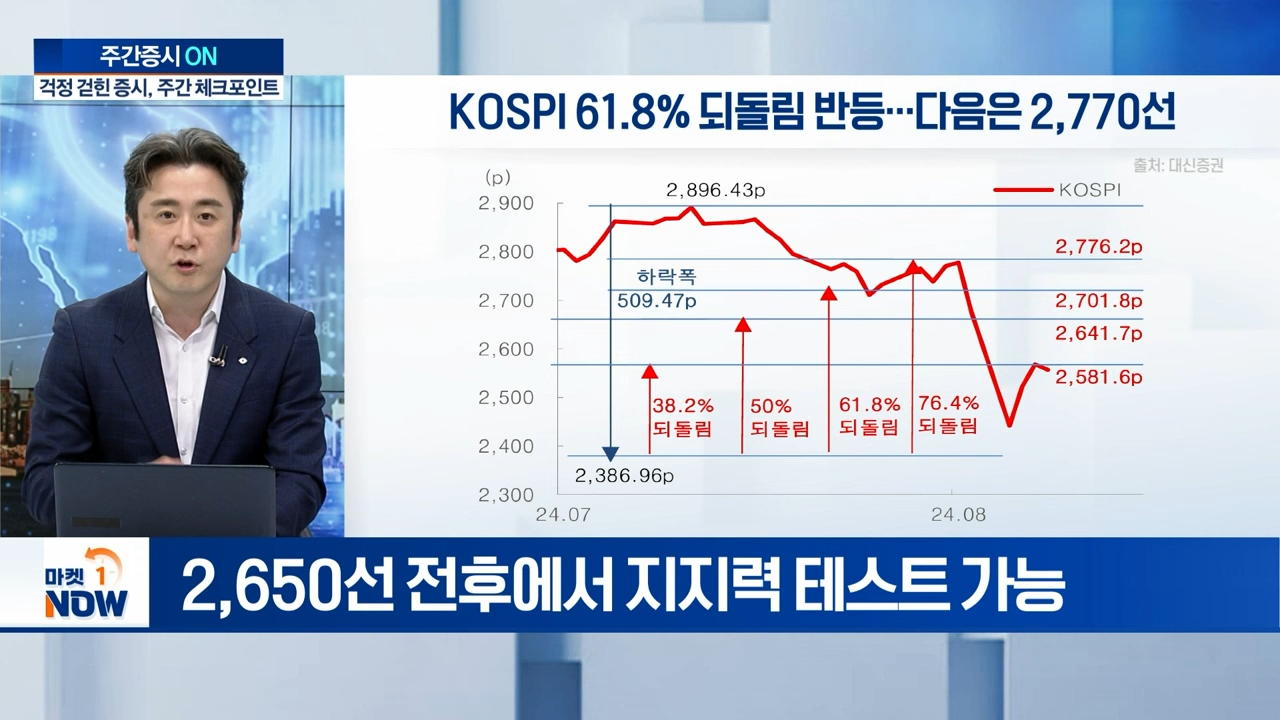 주간증시 ON
걱정 걷힌 증시, 주간 체크포인트
KOSPI 61.8% 되돌림 반등···다음은 2,770선
출처: 대신증권
(p)
2,900
2,800
2,700
2,600
2,500
2,400
2,300
24.07
24.08
2,896.43p
KOSPI
하락폭
509.47p
2,776.2p
2,701.8p
2,641.7p
2,581.6p
38.2%
되돌림
50%
되돌림
61.8%
되돌림
76.4%
되돌림
2,386.96p
마켓 1
NOW
2,650선 전후에서 지지력 테스트 가능